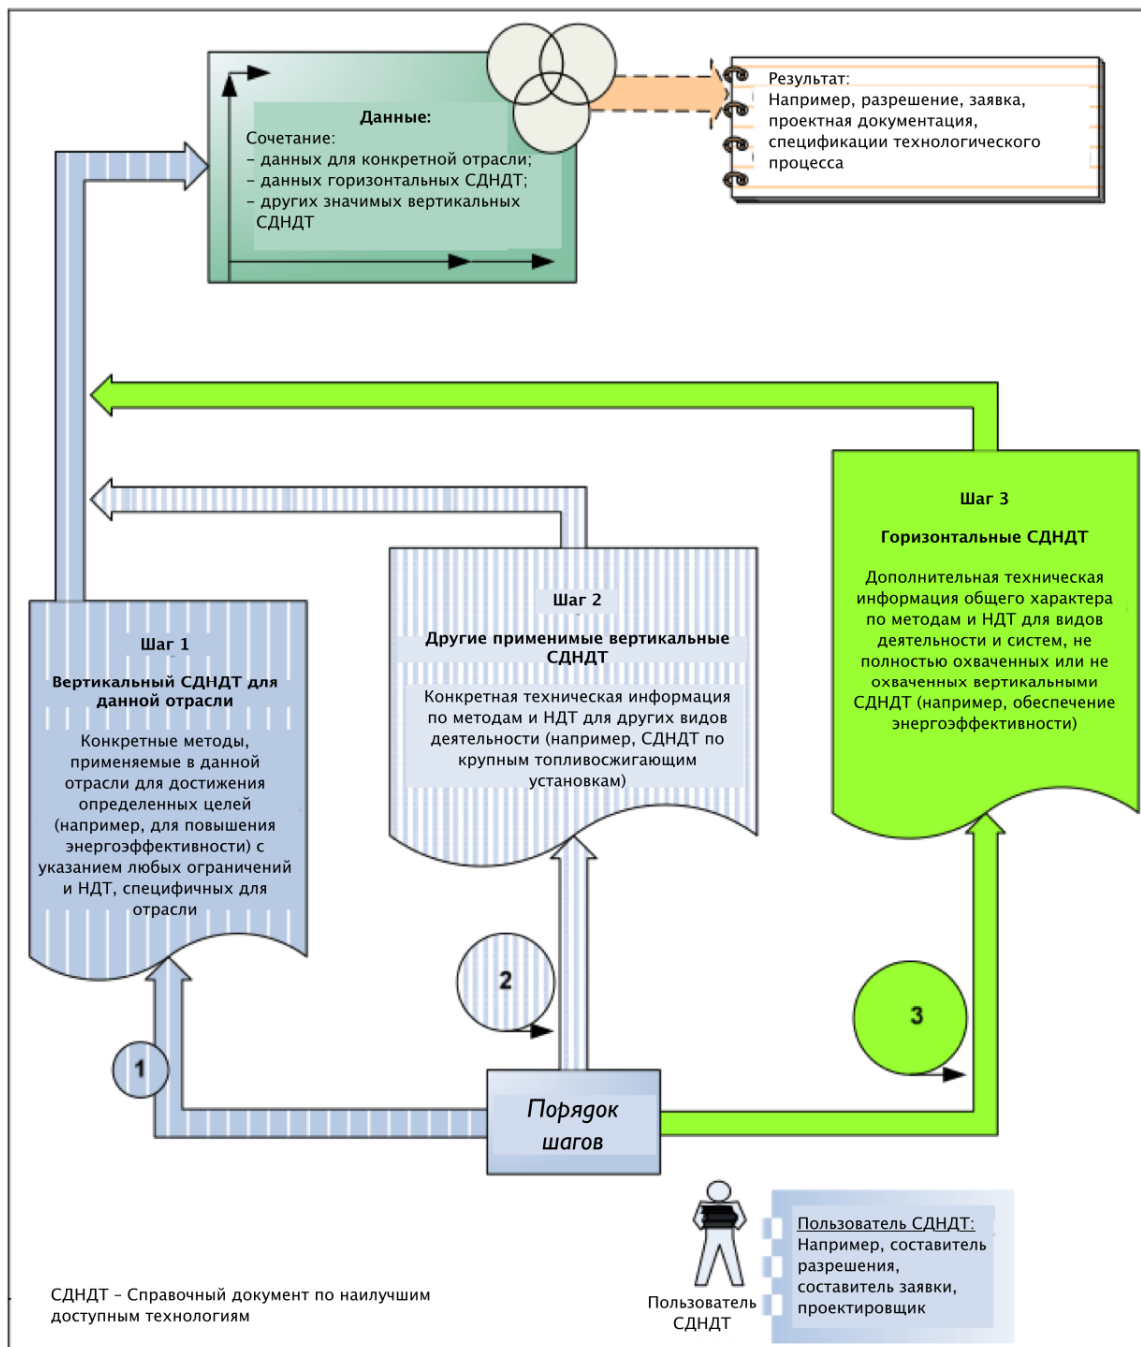 Данные:
Сочетание:
– данных для конкретной отрасли;
– данных горизонтальных СДНДТ;
– других значимых вертикальных
СДНДТ
Результат:
Например, разрешение, заявка,
проектная документация,
спецификации технологического
процесса
Шаг 1
Вертикальный СДНДТ для
данной отрасли
Конкретные методы,
применяемые в данной
отрасли для достижения
определенных целей
(например, для повышения
энергоэффективности) с
указанием любых ограничений
и НДТ, специфичных для
отрасли
Шаг 2
Другие применимые вертикальные
СДНДТ
Конкретная техническая информация
по методам и НДТ для других видов
деятельности (например, СДНДТ по
крупным топливосжигающим
установкам)
Шаг 3
Горизонтальные СДНДТ
Дополнительная техническая
информация общего характера
по методам и НДТ для видов
деятельности и систем, не
полностью охваченных или не
охваченных вертикальными
СДНДТ (например, обеспечение
энергоэффективности)
1
2
3
Порядок
шагов
Пользователь
СДНДТ
Пользователь СДНДТ:
Например, составитель
разрешения,
составитель заявки,
проектировщик
СДНДТ – Справочный документ по наилучшим
доступным технологиям